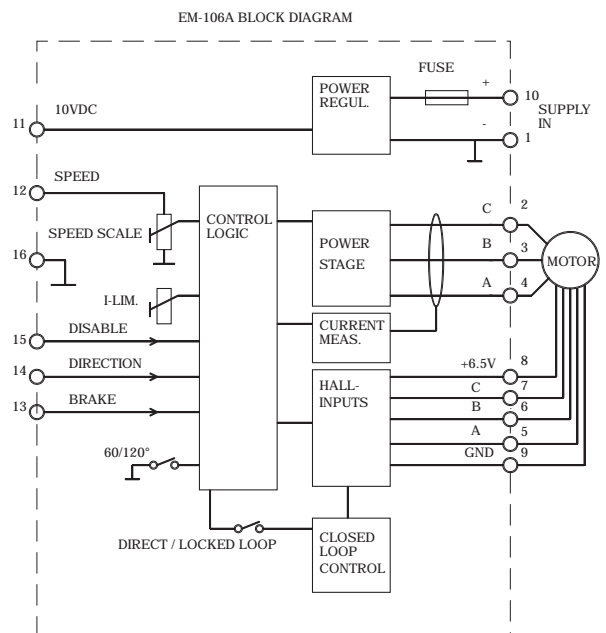 EM-106A BLOCK DIAGRAM
POWER
REGUL.
FUSE
+
10
SUPPLY
IN
-
1
11
10VDC
12
SPEED
SPEED SCALE
16
I-LIM.
15
DISABLE
14
DIRECTION
13
BRAKE
60/120°
DIRECT / LOCKED LOOP
CONTROL
LOGIC
POWER
STAGE
CURRENT
MEAS.
HALL-
INPUTS
CLOSED
LOOP
CONTROL
C
2
B
3
A
4
MOTOR
+6.5V
8
C
7
B
6
A
5
GND
9